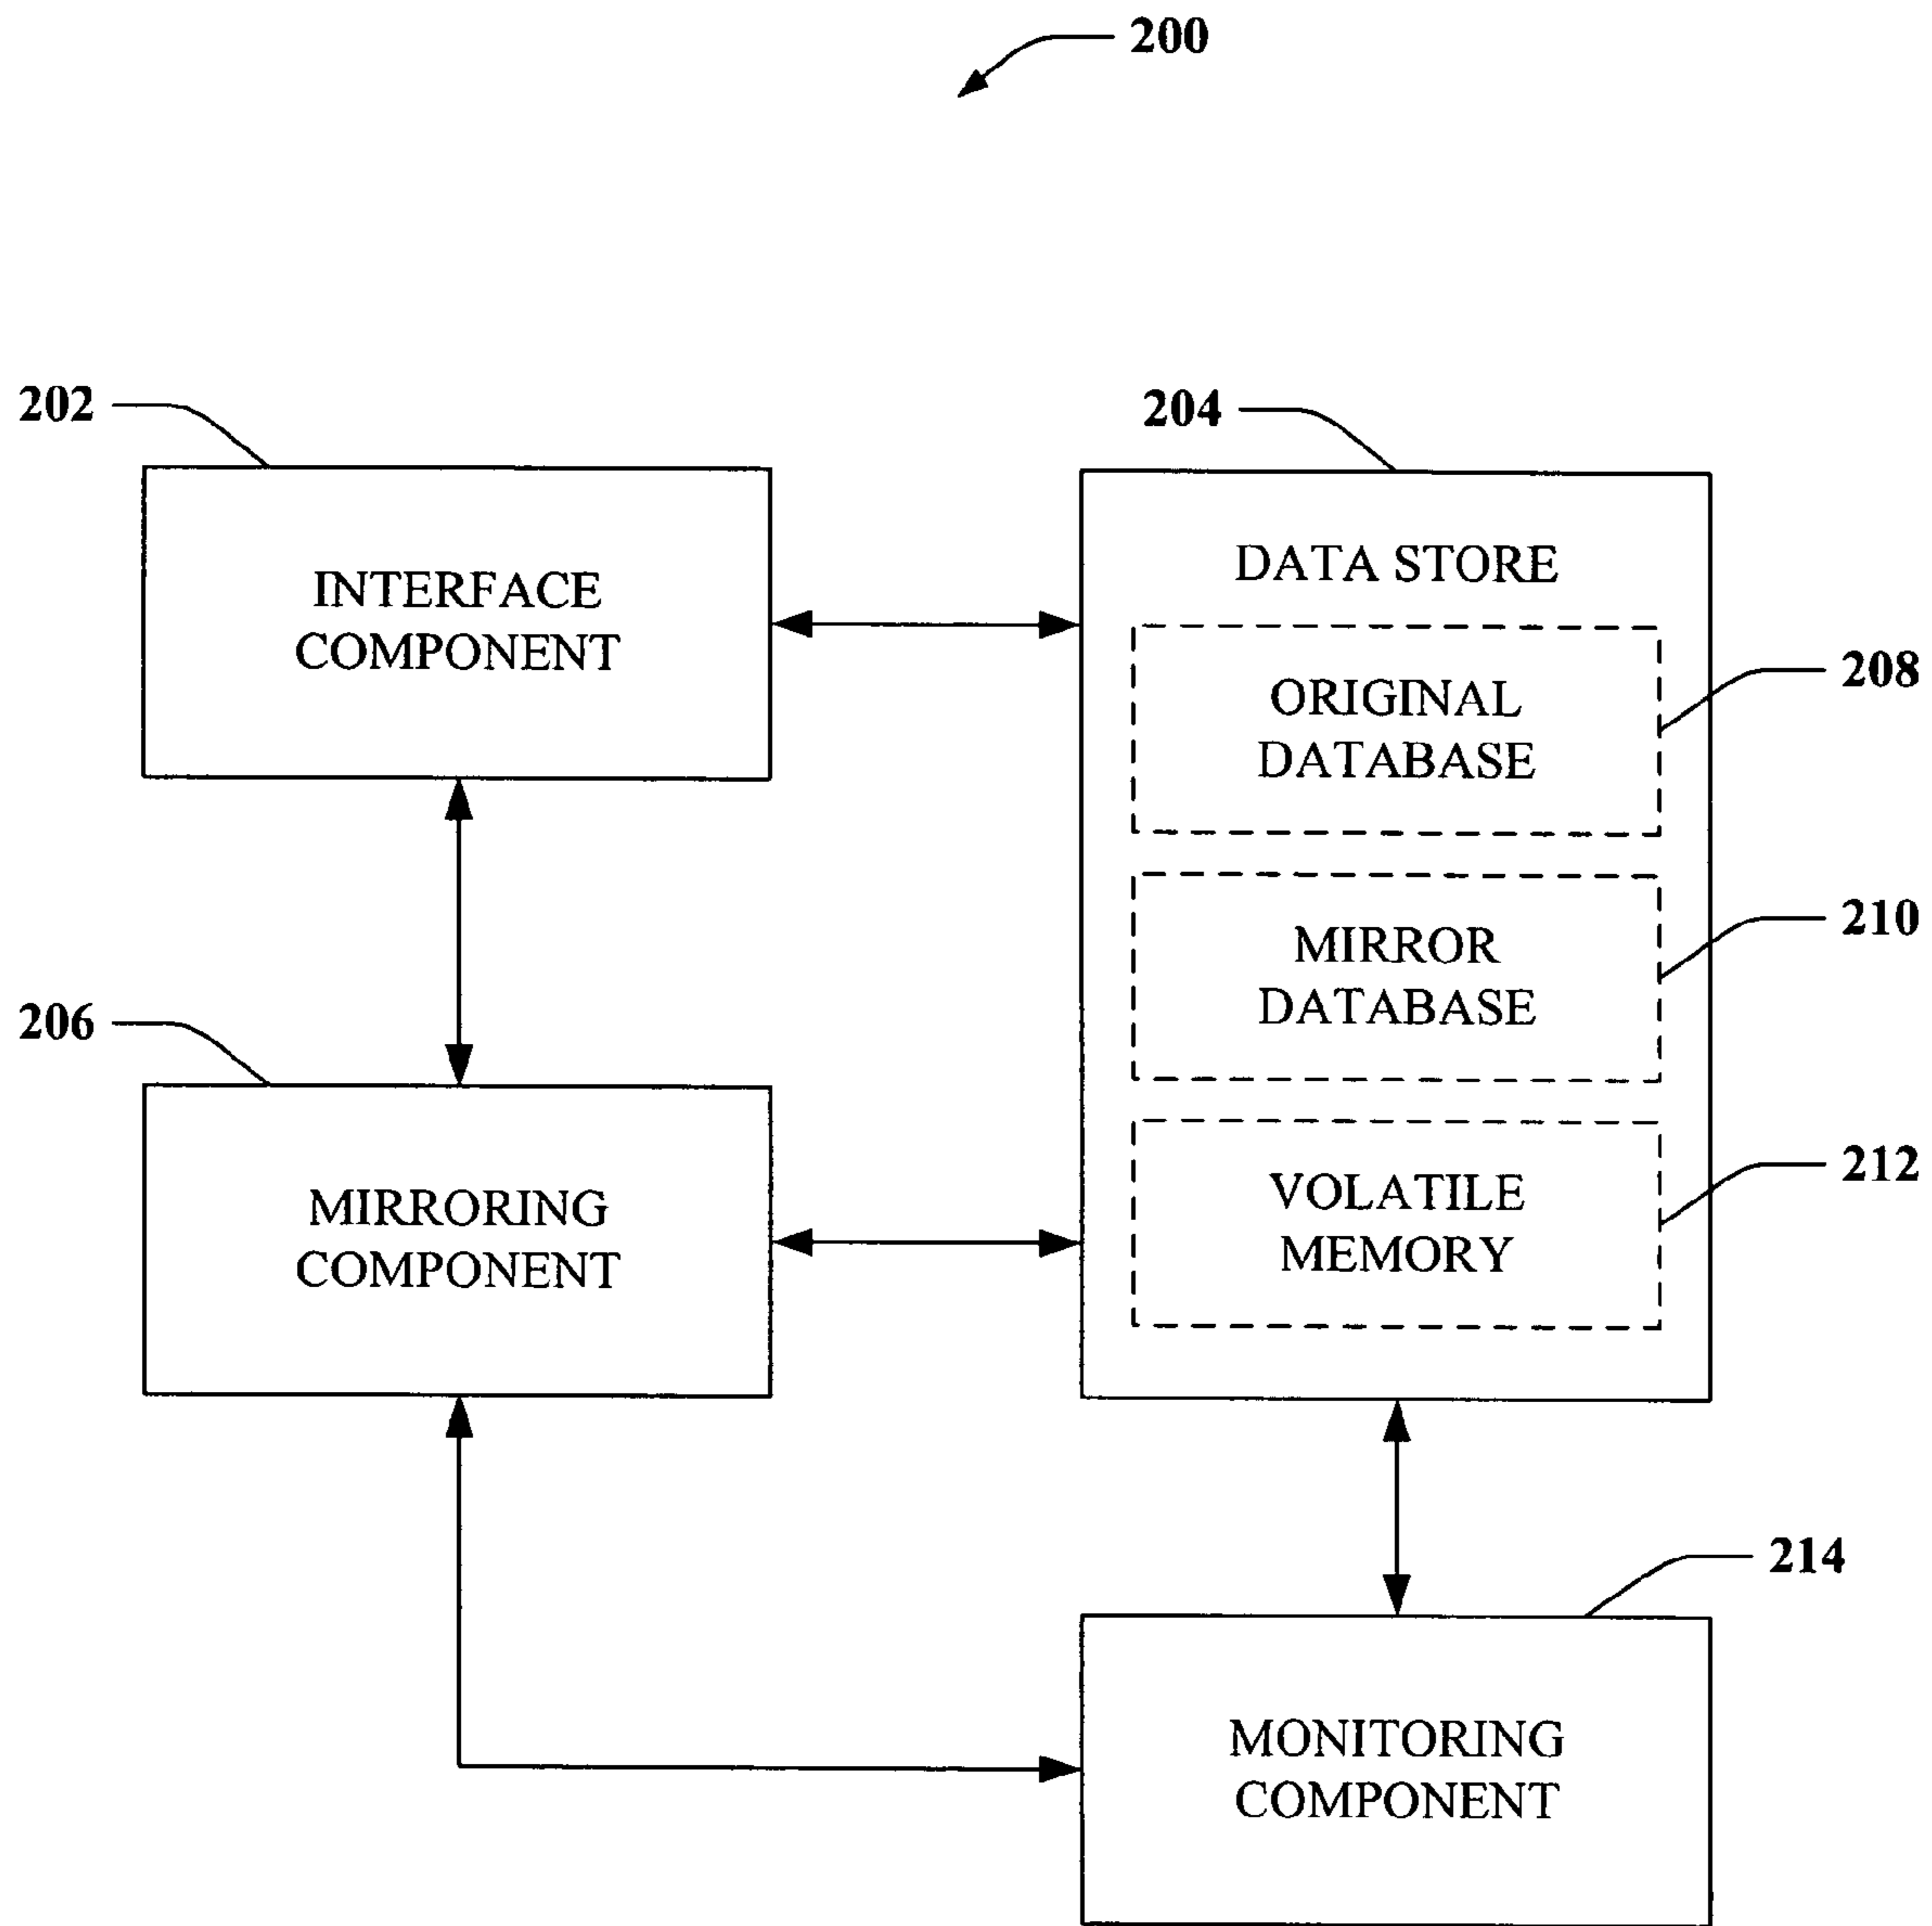 200
202
204
INTERFACE
COMPONENT
DATA STORE
ORIGINAL
DATABASE
208
MIRROR
DATABASE
210
206
MIRRORING
COMPONENT
VOLATILE
MEMORY
212
214
MONITORING
COMPONENT